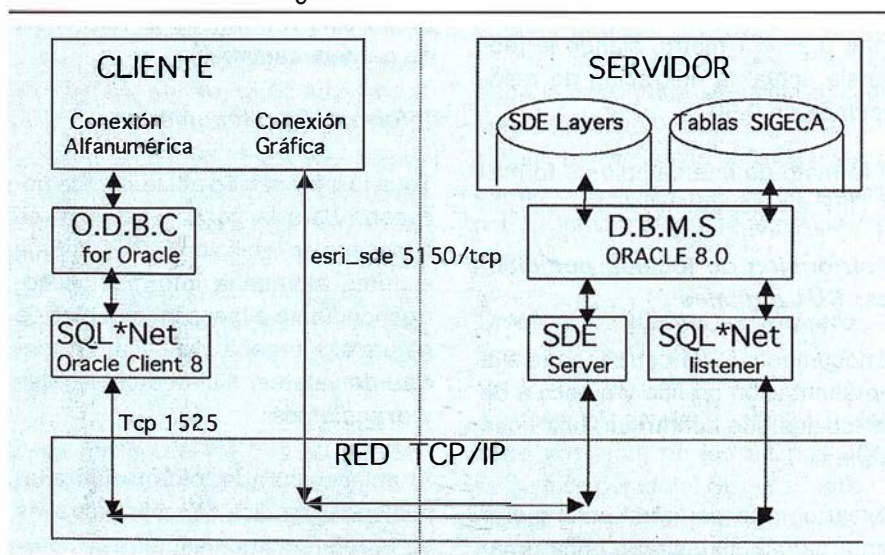 CLIENTE
Conexión
Alfanumérica
Conexión
Gráfica
O.D.B.C
for Oracle
SQL*Net
Oracle Client 8
Tcp 1525
esri_sde 5150/tcp
SERVIDOR
SDE Layers
Tablas SIGECA
D.B.M.S
ORACLE 8.0
SDE
Server
SQL*Net
listener
RED TCP/IP